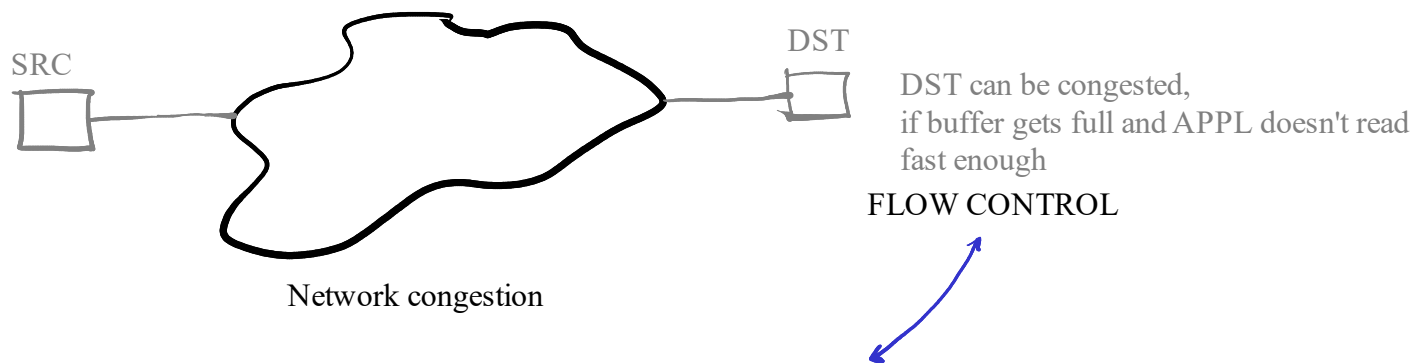 SRC
DST
DST can be congested,
if buffer gets full and APPL doesn't read
fast enough
FLOW CONTROL
Network congestion